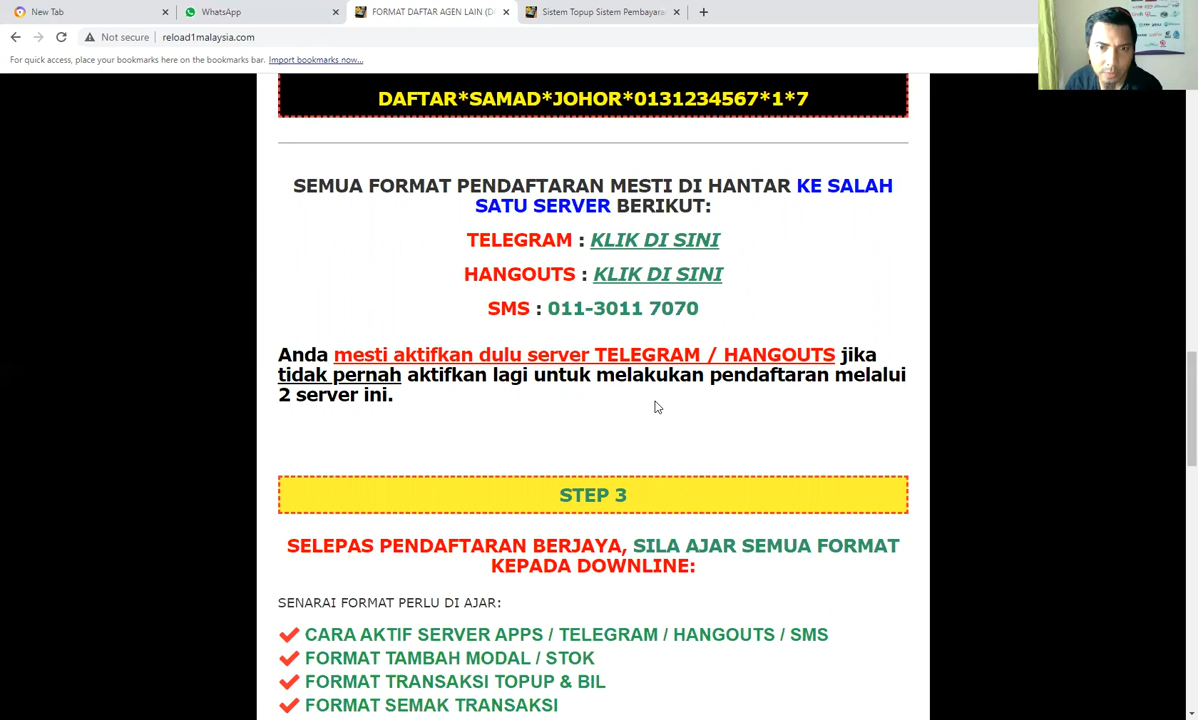 New Tab
WhatsApp
FORMAT DAFTAR AGEN LAIN (D
Sistem Topup Sistem Pembayara
Not secure
reload1malaysia.com
For quick access, place your bookmarks here on the bookmarks bar. Import bookmarks now...
DAFTAR*SAMAD*JOHOR*0131234567*1*7
SEMUA FORMAT PENDAFTARAN MESTI DI HANTAR KE SALAH
SATU SERVER BERIKUT:
TELEGRAM : KLIK DI SINI
HANGOUTS : KLIK DI SINI
SMS : 011-3011 7070
Anda mesti aktifkan dulu server TELEGRAM / HANGOUTS jika
tidak pernah aktifkan lagi untuk melakukan pendaftaran melalui
2 server ini.
STEP 3
SELEPAS PENDAFTARAN BERJAYA, SILA AJAR SEMUA FORMAT
KEPADA DOWNLINE:
SENARAI FORMAT PERLU DI AJAR:
CARA AKTIF SERVER APPS / TELEGRAM / HANGOUTS / SMS
FORMAT TAMBAH MODAL / STOK
FORMAT TRANSAKSI TOPUP & BIL
FORMAT SEMAK TRANSAKSI